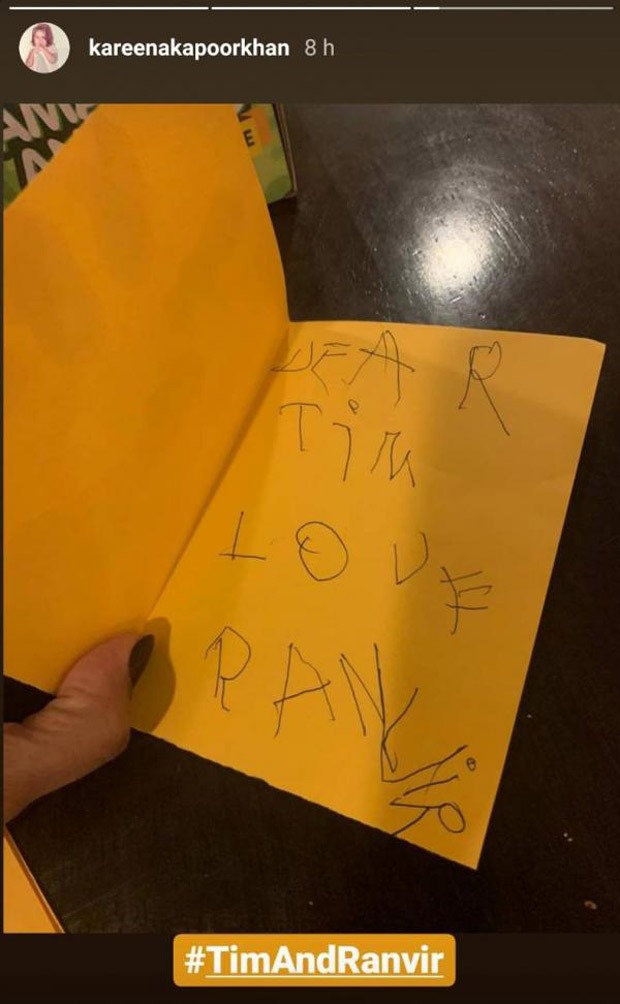 kareenakapoorkhan 8 h
DEAR
TiM
LOVE
RANViR
#TimAndRanvir